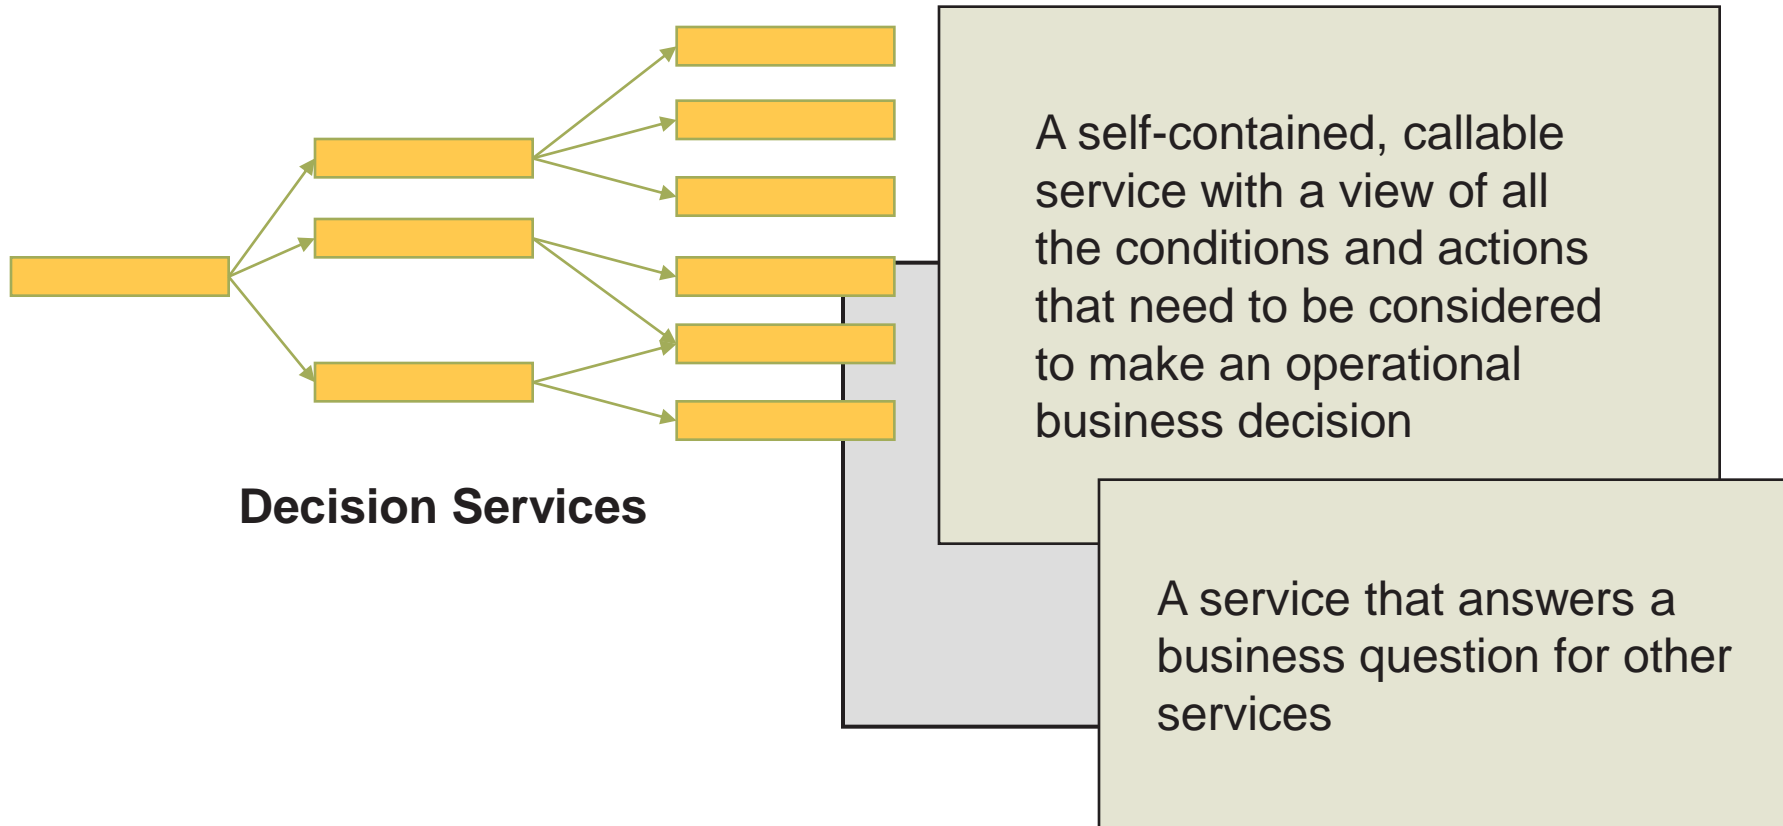 A self-contained, callable
service with a view of all
the conditions and actions
that need to be considered
to make an operational
business decision
Decision Services
A service that answers a
business question for other
services